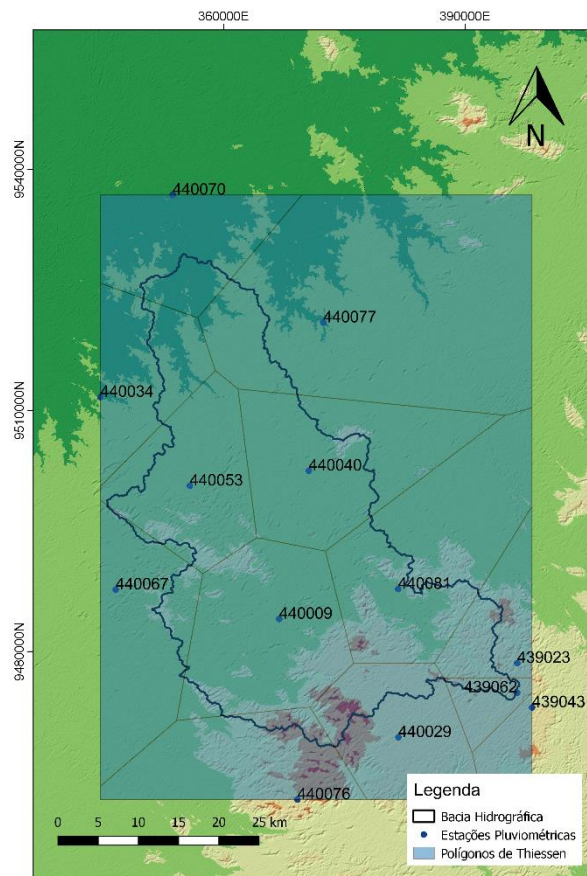 360000E
390000E
N
9540000N
440070
440077
440034
9510000N
440040
440053
440067
440081
440009
9480000N
439023
439062
439043
440029
440076
Legenda
Bacia Hidrográfica
Estações Pluviométricas
Polígonos de Thiessen
0 5 10 15 20 25 km